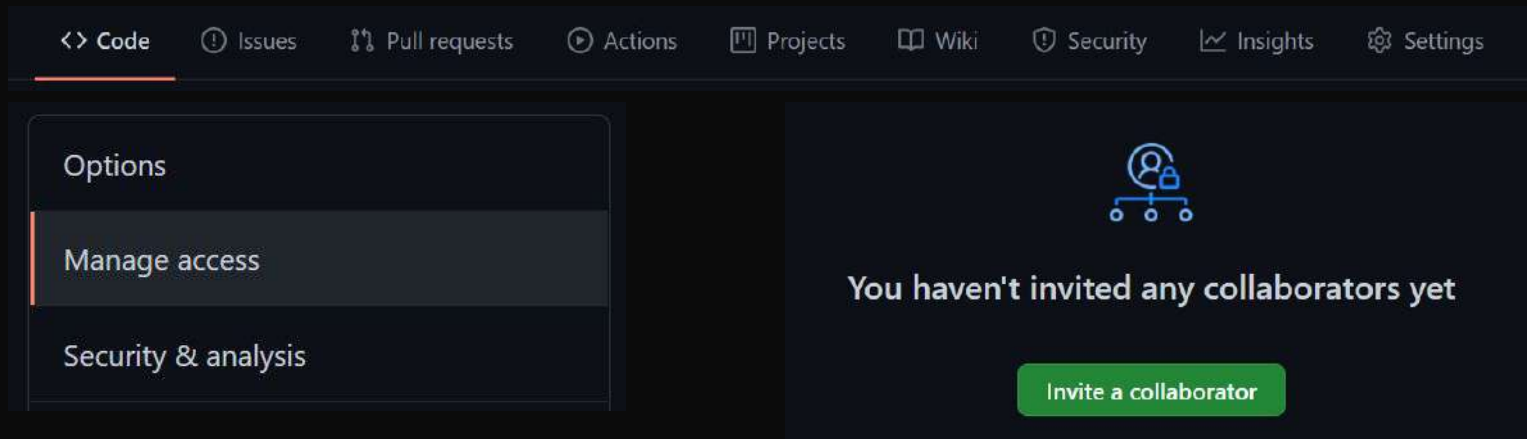 <> Code Issues Pull requests Actions Projects Wiki Security Insights Settings
Options
Manage access
Security & analysis
You haven't invited any collaborators yet
Invite a collaborator